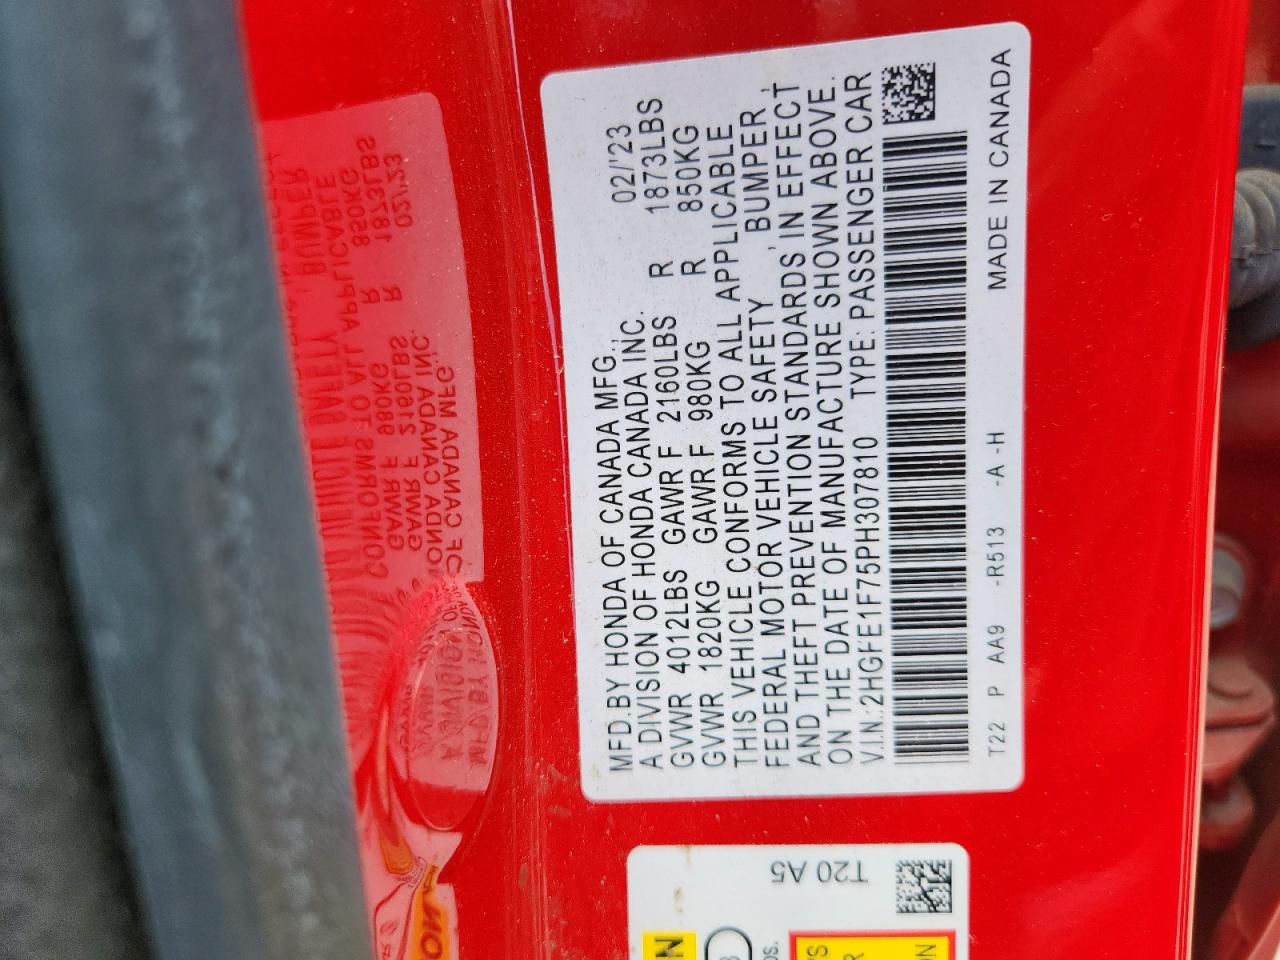 MFD BY HONDA OF CANADA MFG., 02/'23
A DIVISION OF HONDA CANADA INC.
GVWR 4012LBS GAWR F 2160LBS R 1873LBS
GVWR 1820KG GAWR F 980KG R 850KG
THIS VEHICLE CONFORMS TO ALL APPLICABLE
FEDERAL MOTOR VEHICLE SAFETY, BUMPER,
AND THEFT PREVENTION STANDARDS IN EFFECT
ON THE DATE OF MANUFACTURE SHOWN ABOVE.
V.I.N.:2HGFE1F75PH307810 TYPE: PASSENGER CAR
T22 P AA9 -R513 -A -H MADE IN CANADA
T20 A5